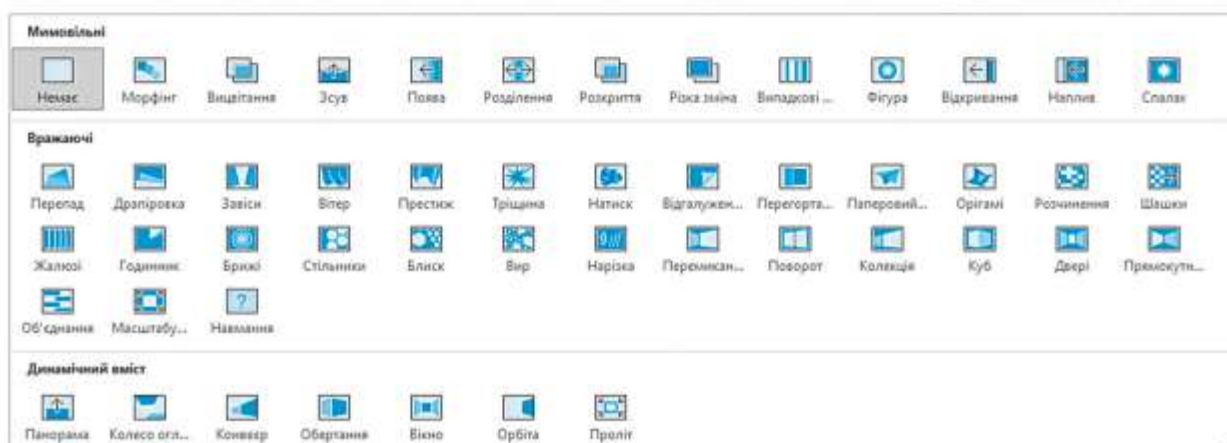 Мимовільні
Немає Морфінг Вицвітання Зсув Поява Розділення Розкриття Різка зміна Випадкові ... Фігура Відкривання Наплив Спалах
Вражаючі
Перепад Драпіровка Завіси Вітер Престиж Тріщина Натиск Відгалужен... Перегорта... Паперовий... Орігамі Розчинення Шашки
Жалюзі Годинник Брижі Стільники Блиск Вир Нарізка Перемикан... Поворот Колекція Куб Двері Прямокутн...
Об'єднання Масштабу... Навмання
Динамічний вміст
Панорама Колесо огл... Конвеєр Обертання Вікно Орбіта Проліт